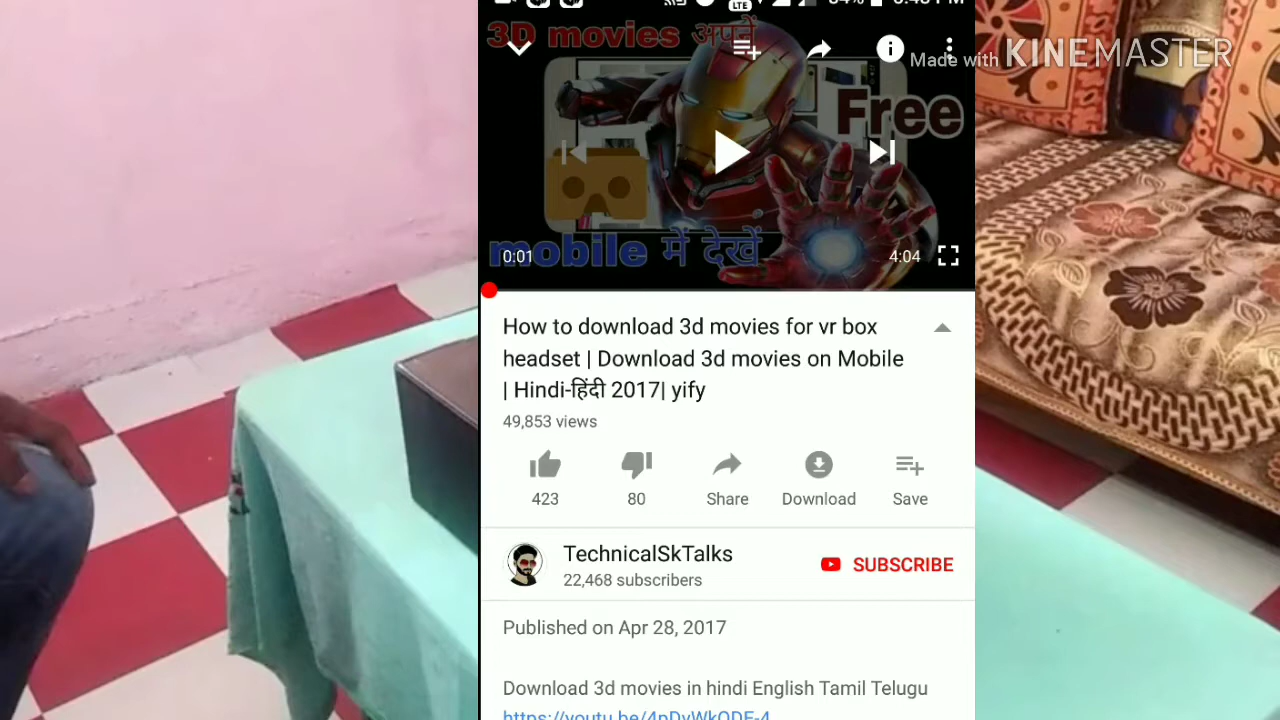 LTE
3D movies अपने
Made with KINEMASTER
Free
mobile में देखें
0:01
4:04
How to download 3d movies for vr box
headset | Download 3d movies on Mobile
| Hindi-हिंदी 2017| yify
49,853 views
423
80
Share
Download
Save
TechnicalSkTalks
22,468 subscribers
SUBSCRIBE
Published on Apr 28, 2017
Download 3d movies in hindi English Tamil Telugu